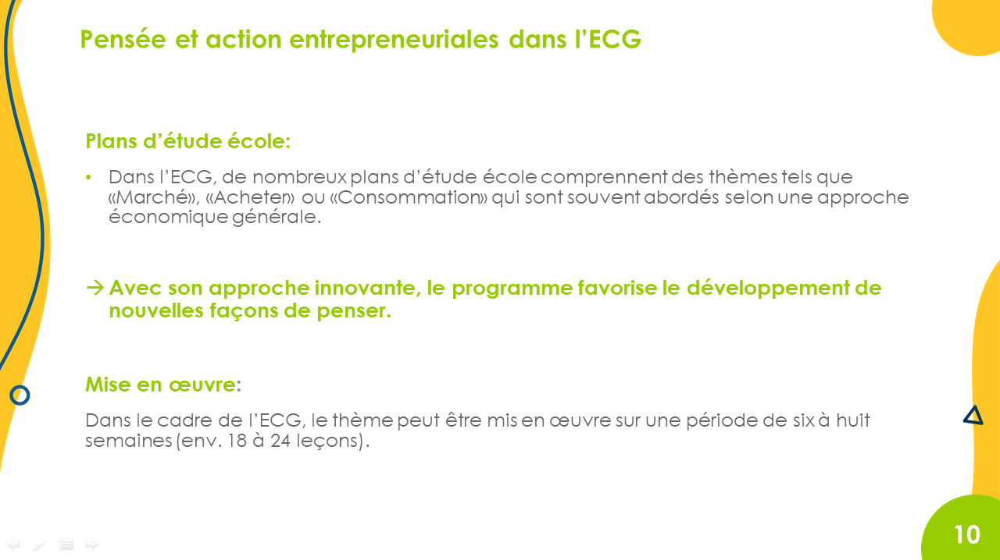 Pensée et action entrepreneuriales dans l’ECG
Plans d’étude école:
• Dans l’ECG, de nombreux plans d’étude école comprennent des thèmes tels que
«Marché», «Acheter» ou «Consommation» qui sont souvent abordés selon une approche
économique générale.
→ Avec son approche innovante, le programme favorise le développement de
nouvelles façons de penser.
Mise en œuvre:
Dans le cadre de l’ECG, le thème peut être mis en œuvre sur une période de six à huit
semaines (env. 18 à 24 leçons).
10